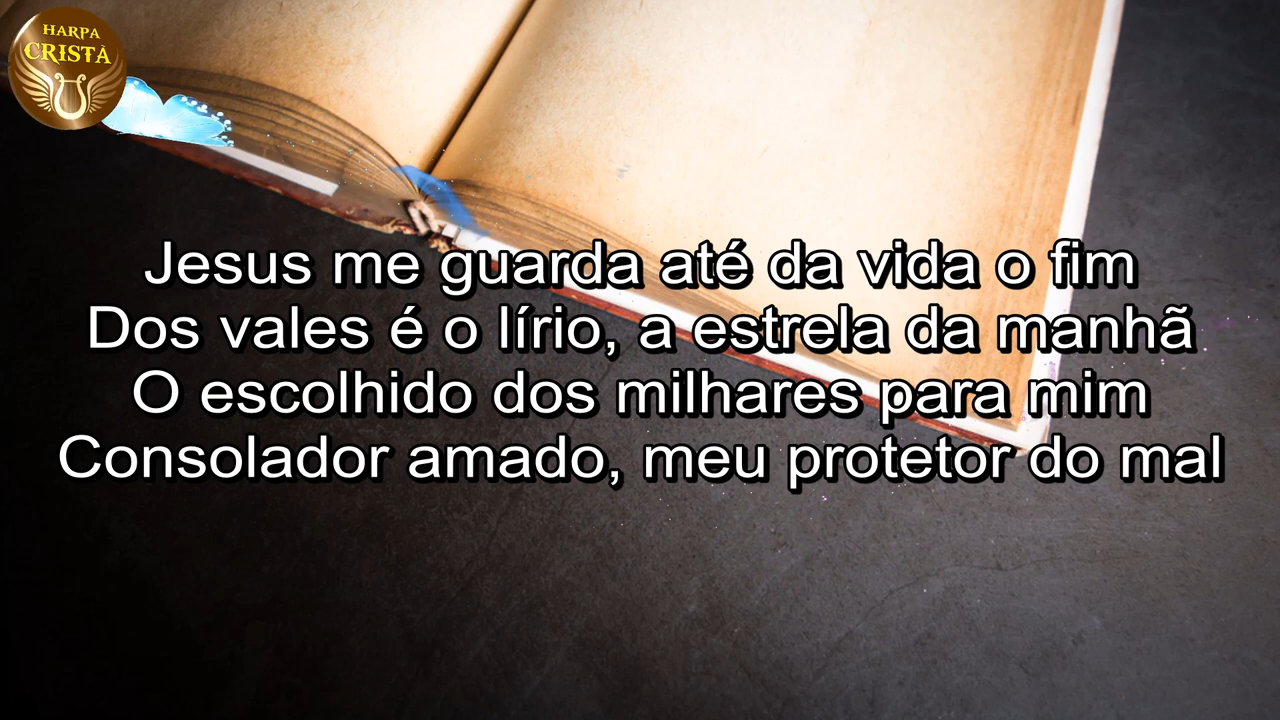 HARPA
CRISTÃ
Jesus me guarda até da vida o fim
Dos vales é o lírio, a estrela da manhã
O escolhido dos milhares para mim
Consolador amado, meu protetor do mal